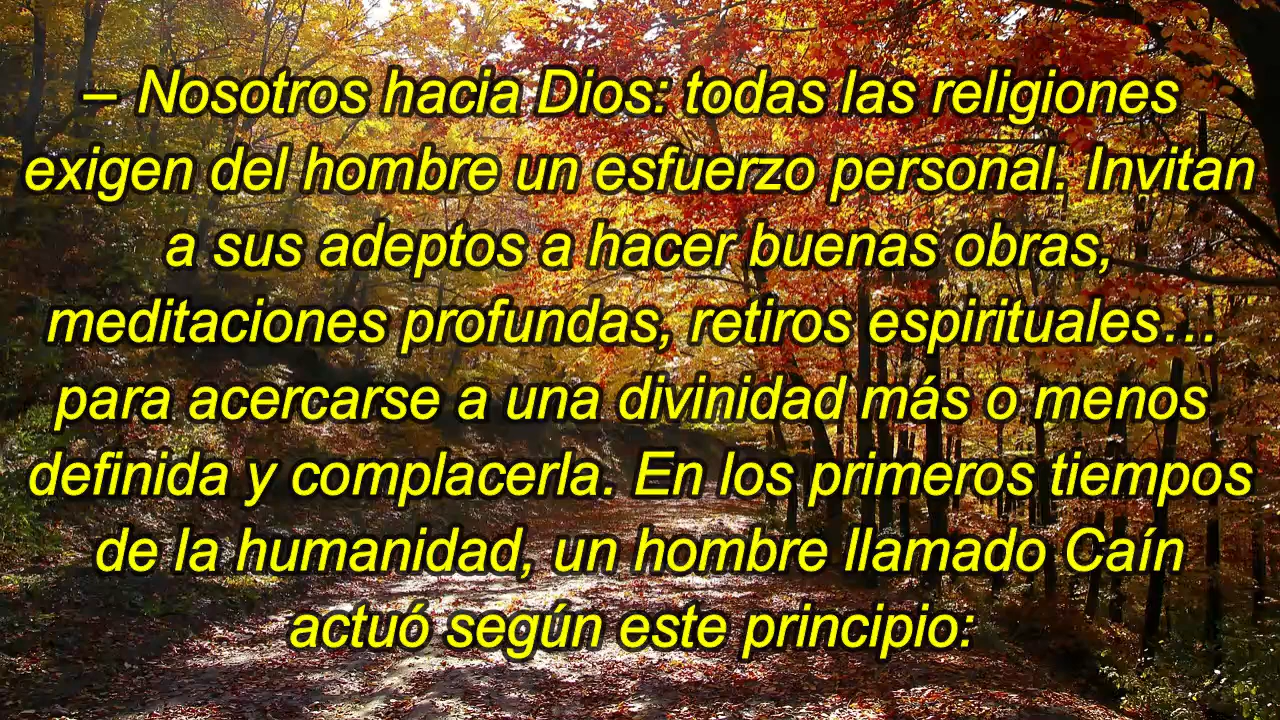 – Nosotros hacia Dios: todas las religiones
exigen del hombre un esfuerzo personal. Invitan
a sus adeptos a hacer buenas obras,
meditaciones profundas, retiros espirituales…
para acercarse a una divinidad más o menos
definida y complacerla. En los primeros tiempos
de la humanidad, un hombre llamado Caín
actuó según este principio: